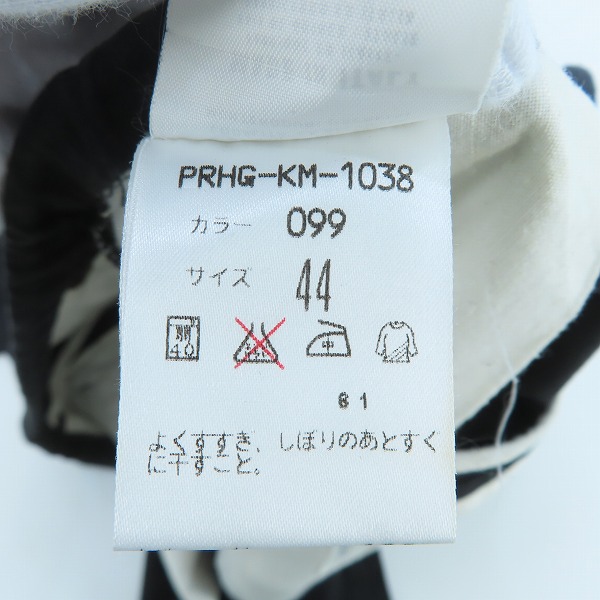 PRHG-KM-1038
カラー 099
サイズ 44
40
中
61
よくすすぎ、しぼりのあとすぐ
に干すこと。